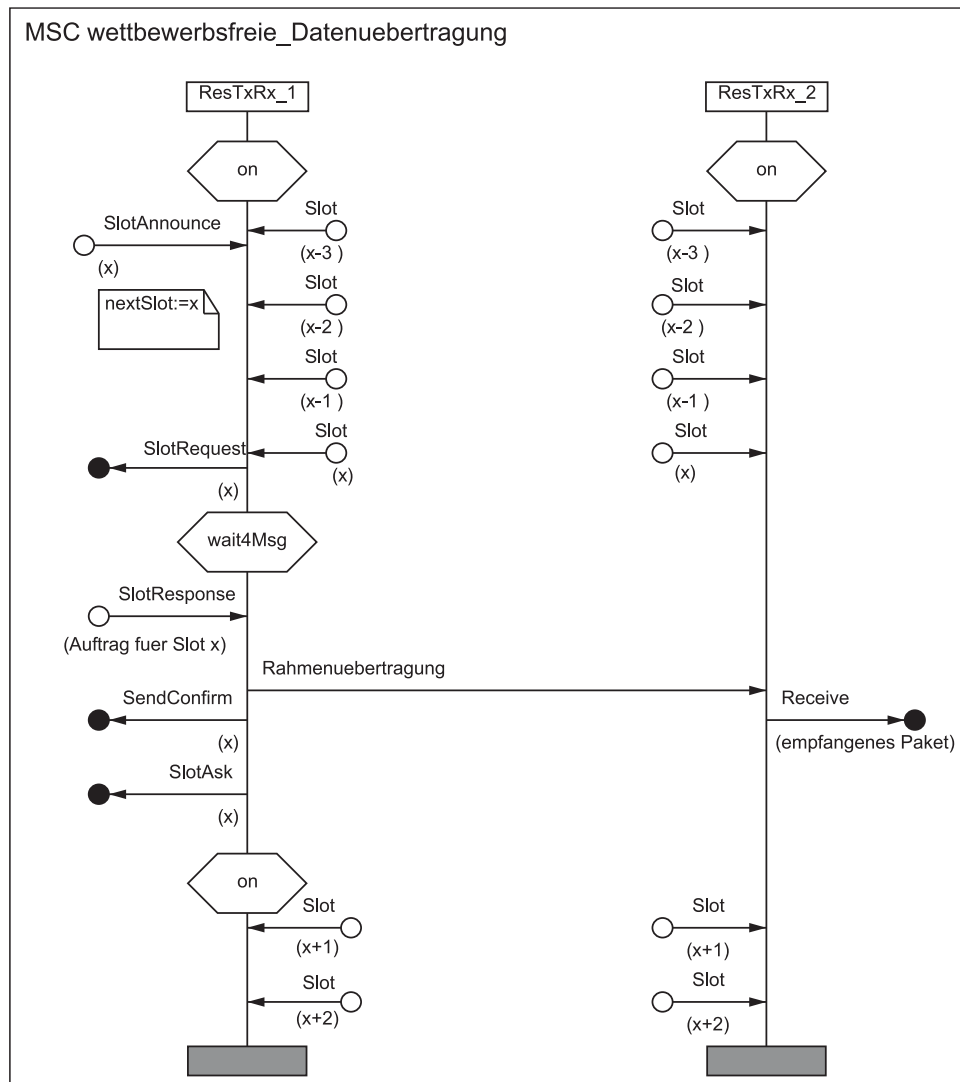 MSC wettbewerbsfreie_Datenuebertragung
ResTxRx_1
ResTxRx_2
on
on
SlotAnnounce
(x)
Slot
(x-3 )
Slot
(x-3 )
nextSlot:=x
Slot
(x-2 )
Slot
(x-2 )
Slot
(x-1 )
Slot
(x-1 )
SlotRequest
(x)
Slot
(x)
Slot
(x)
wait4Msg
SlotResponse
(Auftrag fuer Slot x)
Rahmenuebertragung
SendConfirm
(x)
Receive
(empfangenes Paket)
SlotAsk
(x)
on
Slot
(x+1)
Slot
(x+1)
Slot
(x+2)
Slot
(x+2)